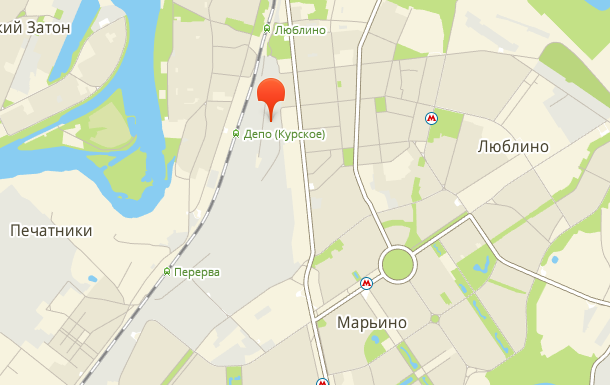 кий Затон
Люблино
Депо (Курское)
М
Люблино
Печатники
Перерва
М
Марьино
М